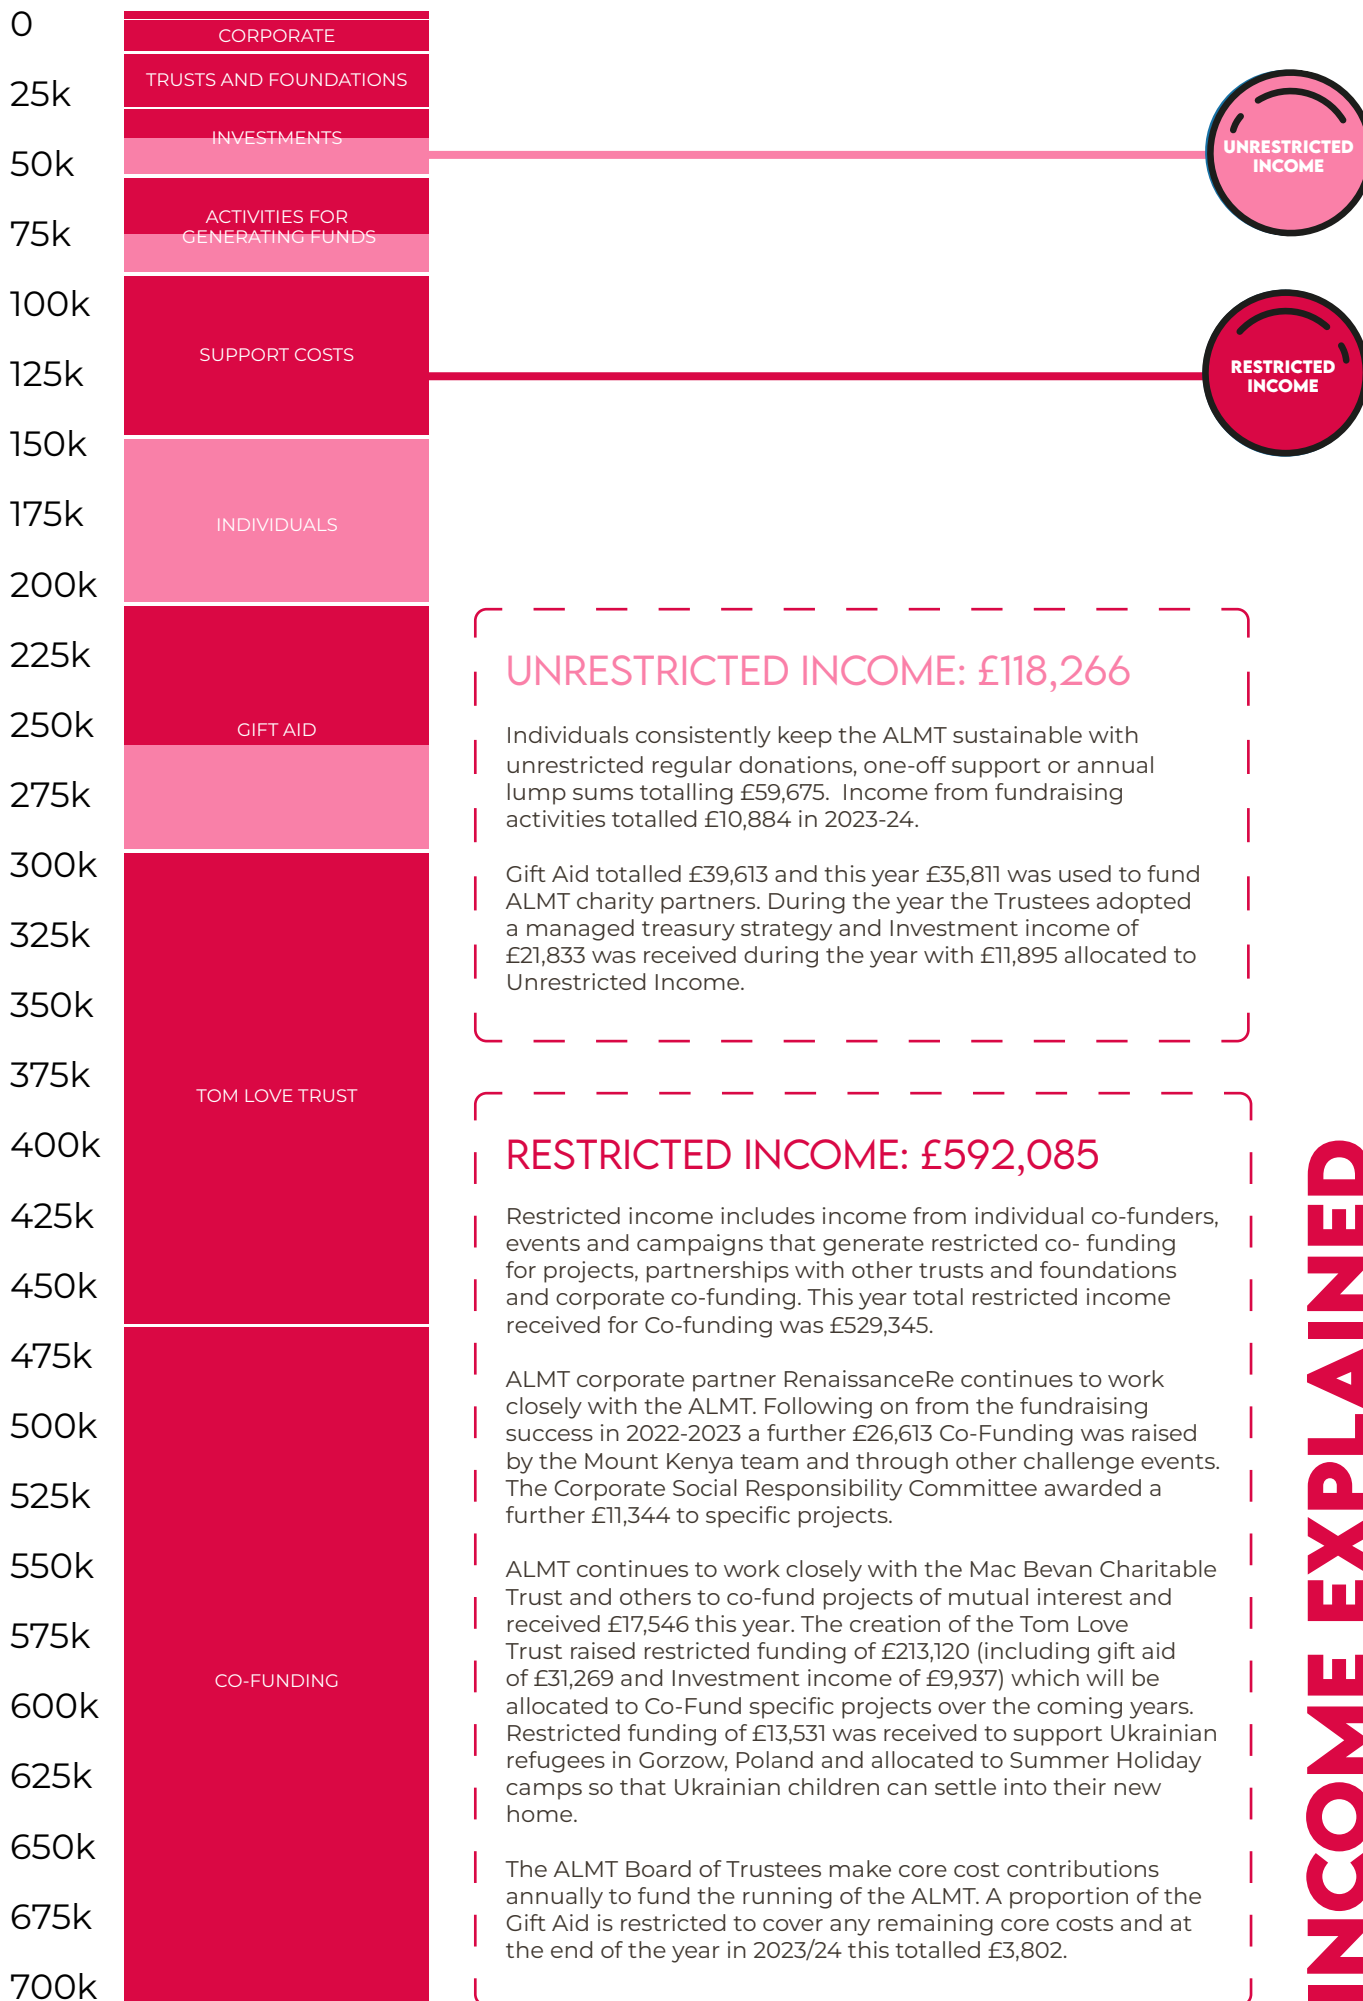 0
25k
50k
75k
100k
125k
150k
175k
200k
225k
250k
275k
300k
325k
350k
375k
400k
425k
450k
475k
500k
525k
550k
575k
600k
625k
650k
675k
700k
CORPORATE
TRUSTS AND FOUNDATIONS
INVESTMENTS
ACTIVITIES FOR
GENERATING FUNDS
SUPPORT COSTS
INDIVIDUALS
GIFT AID
TOM LOVE TRUST
CO-FUNDING
UNRESTRICTED
INCOME
RESTRICTED
INCOME
UNRESTRICTED INCOME: £118,266
Individuals consistently keep the ALMT sustainable with
unrestricted regular donations, one-off support or annual
lump sums totalling £59,675.  Income from fundraising
activities totalled £10,884 in 2023-24.
Gift Aid totalled £39,613 and this year £35,811 was used to fund
ALMT charity partners. During the year the Trustees adopted
a managed treasury strategy and Investment income of
£21,833 was received during the year with £11,895 allocated to
Unrestricted Income.
RESTRICTED INCOME: £592,085
Restricted income includes income from individual co-funders,
events and campaigns that generate restricted co- funding
for projects, partnerships with other trusts and foundations
and corporate co-funding. This year total restricted income
received for Co-funding was £529,345.
ALMT corporate partner RenaissanceRe continues to work
closely with the ALMT. Following on from the fundraising
success in 2022-2023 a further £26,613 Co-Funding was raised
by the Mount Kenya team and through other challenge events.
The Corporate Social Responsibility Committee awarded a
further £11,344 to specific projects.
ALMT continues to work closely with the Mac Bevan Charitable
Trust and others to co-fund projects of mutual interest and
received £17,546 this year. The creation of the Tom Love
Trust raised restricted funding of £213,120 (including gift aid
of £31,269 and Investment income of £9,937) which will be
allocated to Co-Fund specific projects over the coming years.
Restricted funding of £13,531 was received to support Ukrainian
refugees in Gorzow, Poland and allocated to Summer Holiday
camps so that Ukrainian children can settle into their new
home.
The ALMT Board of Trustees make core cost contributions
annually to fund the running of the ALMT. A proportion of the
Gift Aid is restricted to cover any remaining core costs and at
the end of the year in 2023/24 this totalled £3,802.
INCOME EXPLAINED